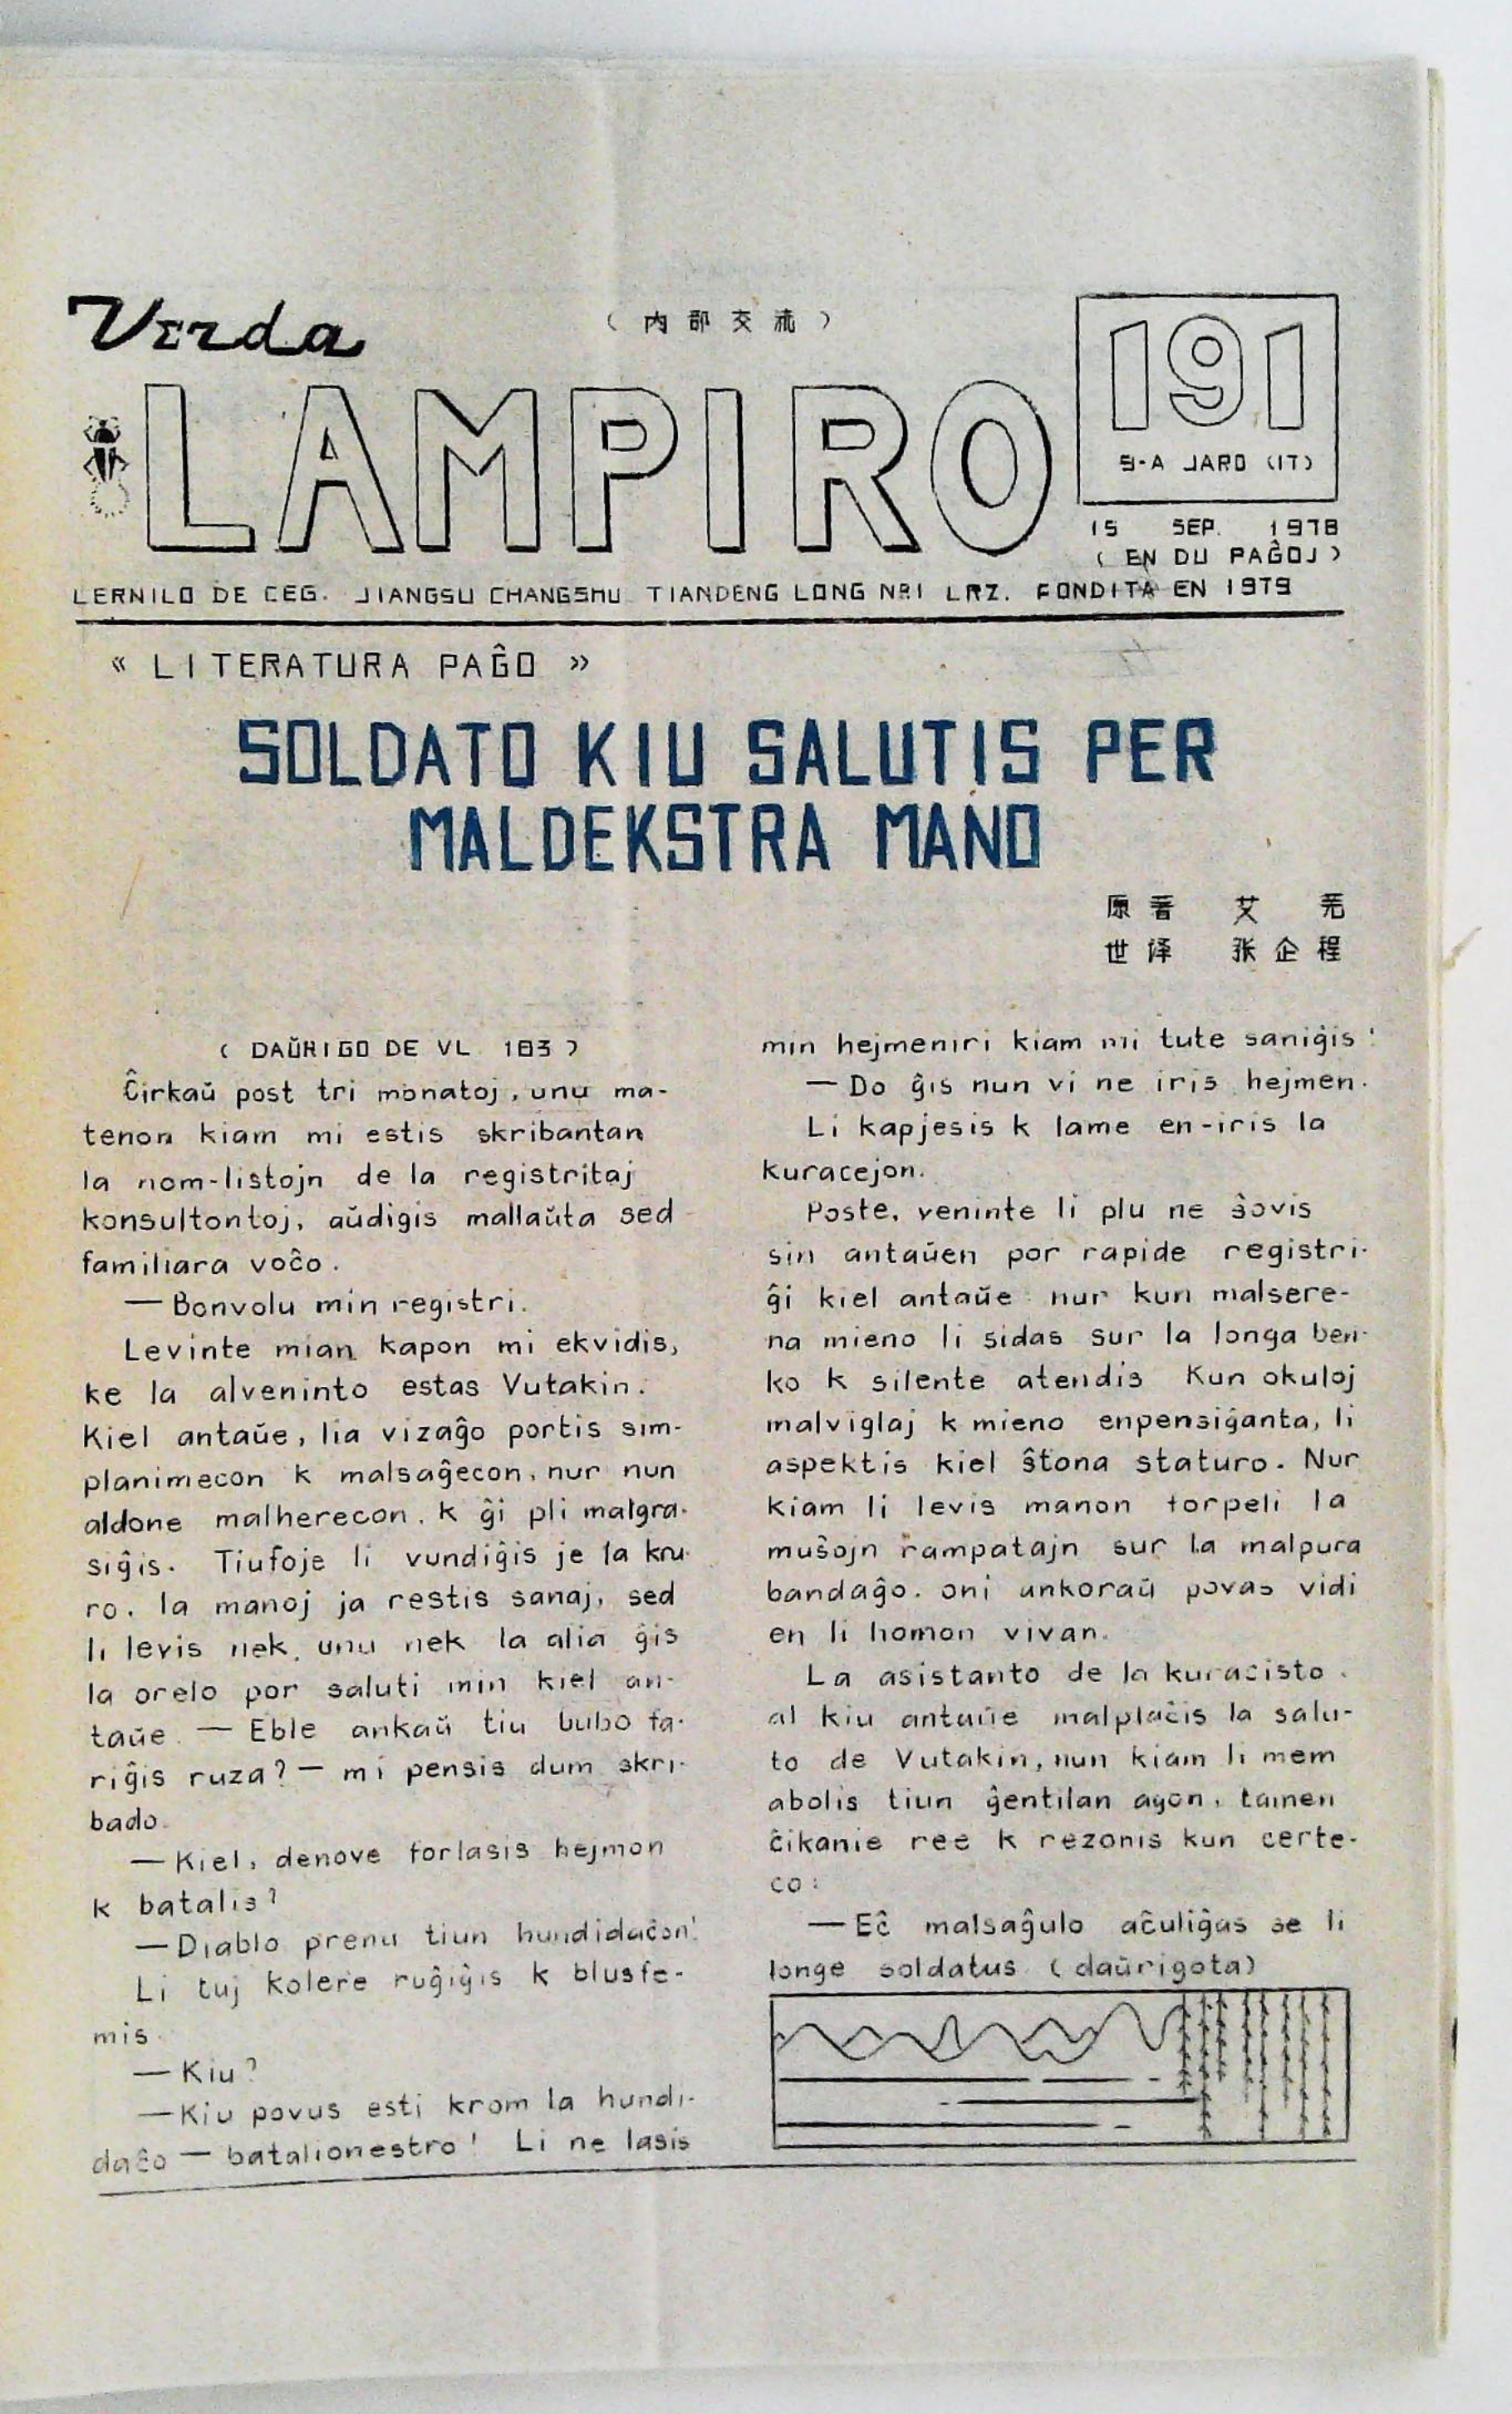 Verda
（内部交流）
LAMPIRO
191
9-A JARO (IT)
15 SEP. 1978
( EN DU PAĜOJ )
LERNILO DE CEG. JIANGSU CHANGSHU TIANDENG LONG Nº1 LRZ. FONDITA EN 1979
« LITERATURA PAĜO »
SOLDATO KIU SALUTIS PER
MALDEKSTRA MANO
原著 艾 芜
世译 张企程
( DAŬRIGO DE VL 183 )
Ĉirkaŭ post tri monatoj, unu ma-
tenon kiam mi estis skribantan
la nom-listojn de la registritaj
konsultontoj, aŭdigis mallaŭta sed
familiara voĉo.
— Bonvolu min registri.
Levinte mian kapon mi ekvidis,
ke la alveninto estas Vutakin.
Kiel antaŭe, lia vizaĝo portis sim-
planimecon k malsaĝecon, nur nun
aldone malherecon, k ĝi pli malgra-
siĝis. Tiufoje li vundiĝis je la kru-
ro. la manoj ja restis sanaj, sed
li levis nek unu nek la alia ĝis
la orelo por saluti min kiel an-
taŭe. — Eble ankaŭ tiu bubo fa-
riĝis ruza? — mi pensis dum skri-
bado.
— Kiel, denove forlasis hejmon
k batalis?
— Diablo prenu tiun hundidaĉon!
Li tuj kolere ruĝiĝis k blusfe-
mis.
— Kiu?
— Kiu povus esti krom la hundi-
daĉo — batalionestro! Li ne lasis
min hejmeniri kiam mi tute saniĝis!
— Do ĝis nun vi ne iris hejmen.
Li kapjesis k lame en-iris la
kuracejon.
Poste, veninte li plu ne ŝovis
sin antaŭen por rapide registri-
ĝi kiel antaŭe nur kun malsere-
na mieno li sidas sur la longa ben-
ko k silente atendis Kun okuloj
malviglaj k mieno enpensiĝanta, li
aspektis kiel ŝtona staturo. Nur
kiam li levis manon forpeli la
muŝojn rampatajn sur la malpura
bandaĝo. oni ankoraŭ povas vidi
en li homon vivan.
La asistanto de la kuracisto.
al kiu antaŭe malplaĉis la salu-
to de Vutakin, nun kiam li mem
abolis tiun ĝentilan agon, tamen
ĉikanie ree k rezonis kun certe-
co:
— Eĉ malsaĝulo aĉuliĝas se li
longe soldatus (daŭrigota)